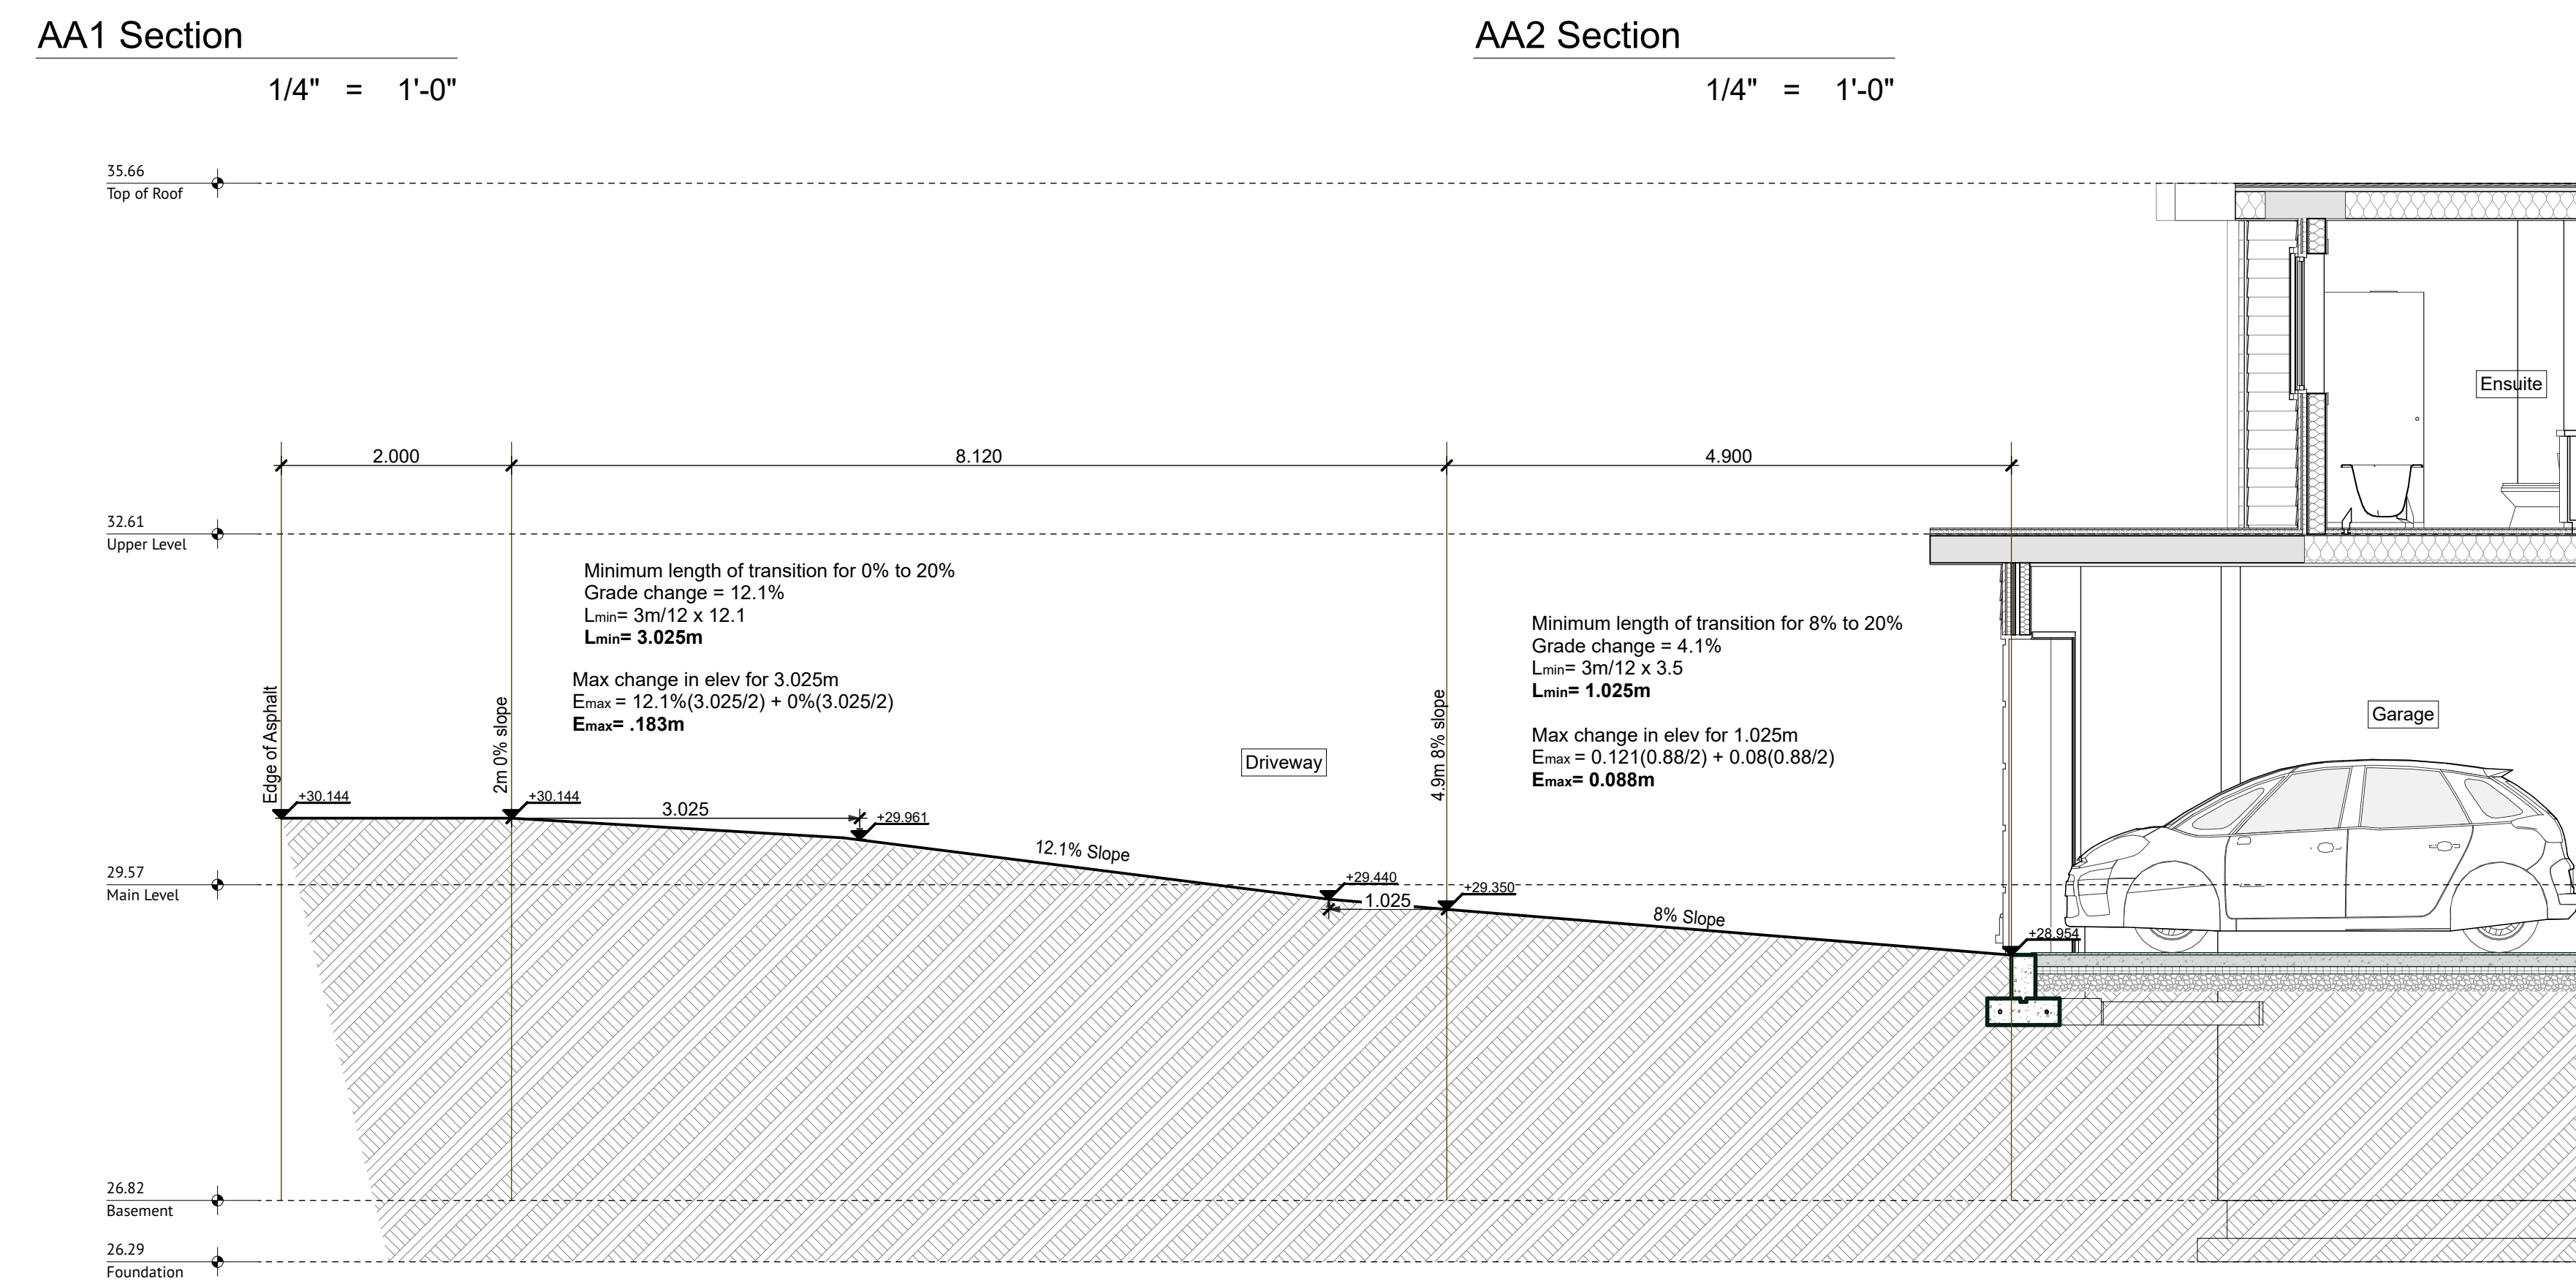 AA1 Section
1/4" = 1'-0"
AA2 Section
1/4" = 1'-0"
35.66
Top of Roof
Ensuite
2.000
8.120
4.900
32.61
Upper Level
Minimum length of transition for 0% to 20%
Grade change = 12.1%
Lmin= 3m/12 x 12.1
Lmin= 3.025m
Max change in elev for 3.025m
Emax = 12.1%(3.025/2) + 0%(3.025/2)
Emax= .183m
Minimum length of transition for 8% to 20%
Grade change = 4.1%
Lmin= 3m/12 x 3.5
Lmin= 1.025m
Max change in elev for 1.025m
Emax = 0.121(0.88/2) + 0.08(0.88/2)
Emax= 0.088m
Edge of Asphalt
2m 0% slope
4.9m 8% slope
Driveway
Garage
+30.144
+30.144
3.025
+29.961
12.1% Slope
29.57
Main Level
+29.440
1.025
+29.350
8% Slope
+28.954
26.82
Basement
26.29
Foundation